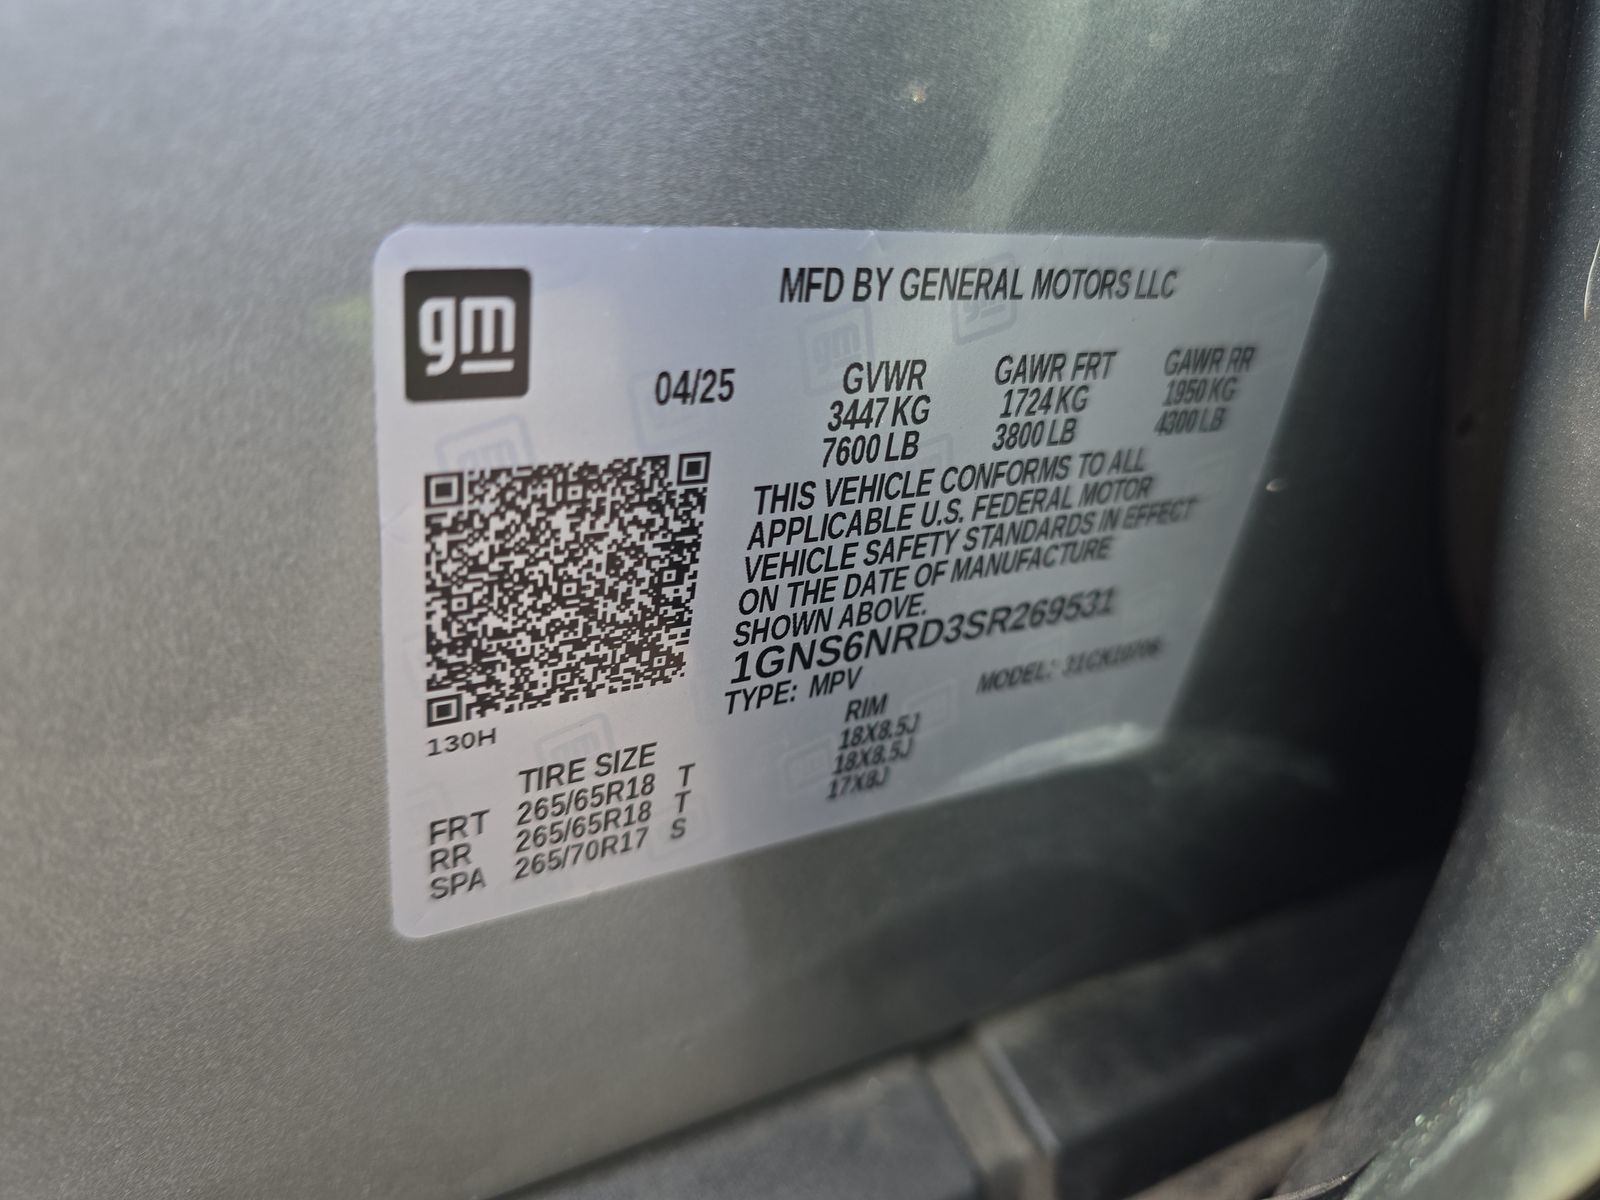 gm
MFD BY GENERAL MOTORS LLC
04/25
GVWR GAWR FRT GAWR RR
3447 KG 1724 KG 1950 KG
7600 LB 3800 LB 4300 LB
THIS VEHICLE CONFORMS TO ALL
APPLICABLE U.S. FEDERAL MOTOR
VEHICLE SAFETY STANDARDS IN EFFECT
ON THE DATE OF MANUFACTURE
SHOWN ABOVE.
1GNS6NRD3SR269531
TYPE: MPV MODEL: 31CK10706
130H
TIRE SIZE RIM
FRT 265/65R18 T 18X8.5J
RR 265/65R18 T 18X8.5J
SPA 265/70R17 S 17X8J